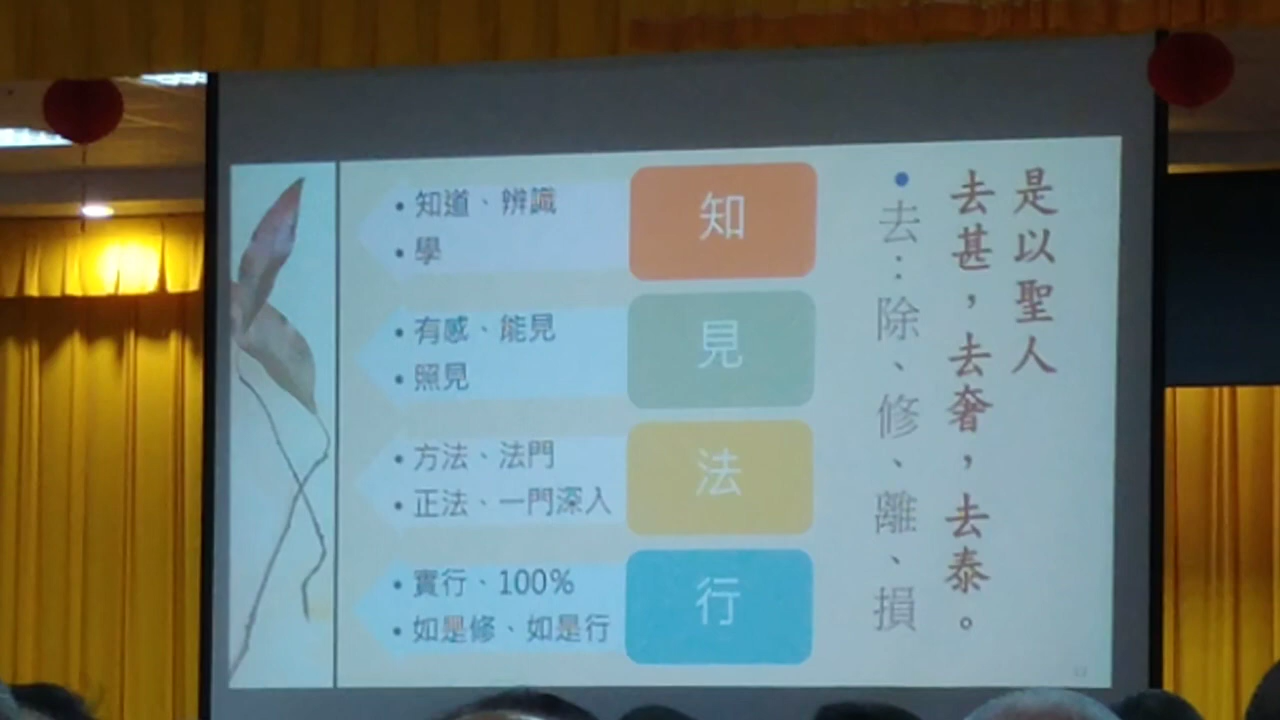 是以聖人
去甚，去奢，去泰。
•去：除、修、離、損
知
•知道、辨識
•學
見
•有感、能見
•照見
法
•方法、法門
•正法、一門深入
行
•實行、100%
•如是修、如是行